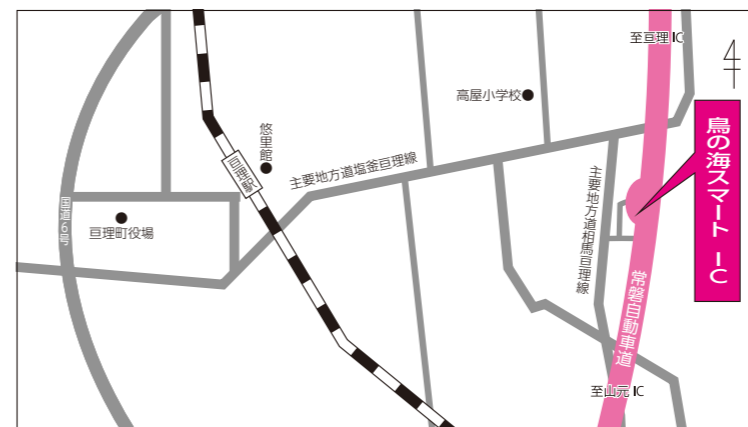 至亘理 IC
高屋小学校
鳥の海スマート IC
悠里館
主要地方道塩釜亘理線
亘理駅
主要地方道相馬亘理線
国道6号
亘理町役場
常磐自動車道
至山元 IC